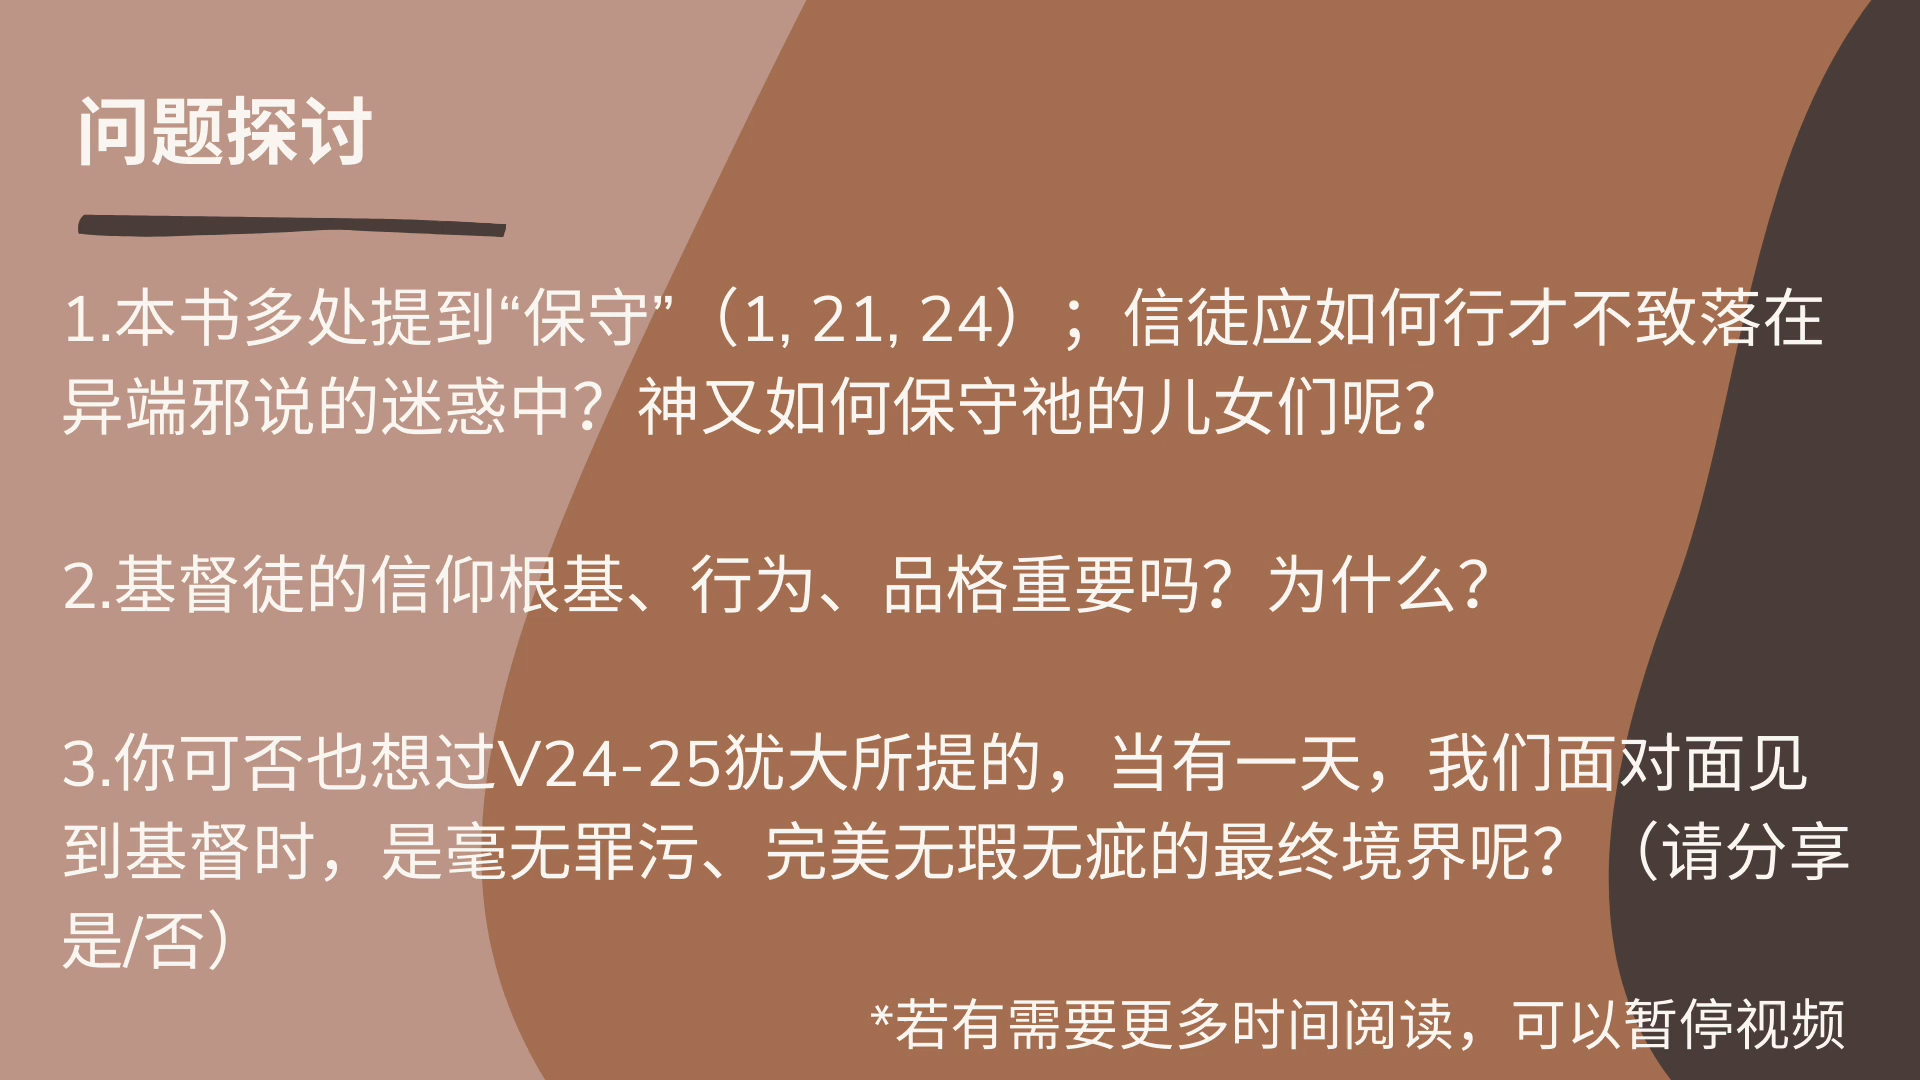 问题探讨
1.本书多处提到“保守”（1, 21, 24）；信徒应如何行才不致落在
异端邪说的迷惑中？神又如何保守祂的儿女们呢？
2.基督徒的信仰根基、行为、品格重要吗？为什么？
3.你可否也想过V24-25犹大所提的，当有一天，我们面对面见
到基督时，是毫无罪污、完美无瑕无疵的最终境界呢？（请分享
是/否）
*若有需要更多时间阅读，可以暂停视频